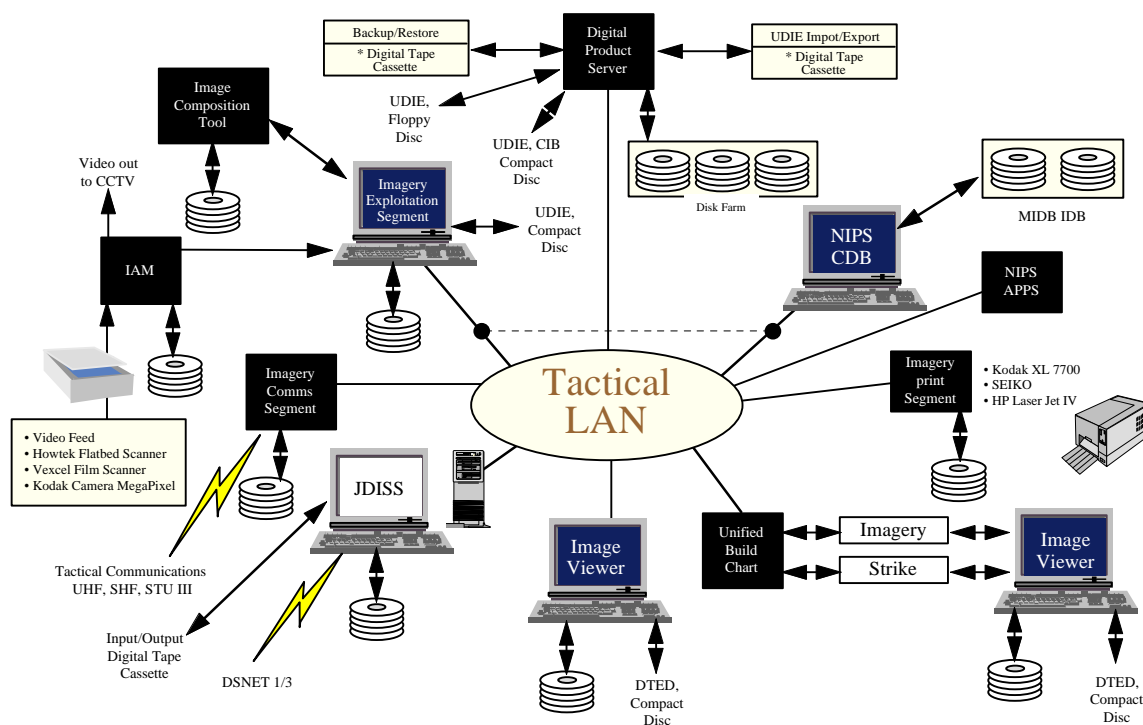 Backup/Restore
* Digital Tape
Cassette
Digital
Product
Server
UDIE Impot/Export
* Digital Tape
Cassette
Image
Composition
Tool
UDIE,
Floppy
Disc
UDIE, CIB
Compact
Disc
Video out
to CCTV
Imagery
Exploitation
Segment
UDIE,
Compact
Disc
Disk Farm
MIDB IDB
NIPS
CDB
NIPS
APPS
IAM
Tactical
LAN
Imagery
Comms
Segment
Imagery
print
Segment
• Kodak XL 7700
• SEIKO
• HP Laser Jet IV
• Video Feed
• Howtek Flatbed Scanner
• Vexcel Film Scanner
• Kodak Camera MegaPixel
JDISS
Image
Viewer
Unified
Build
Chart
Imagery
Strike
Image
Viewer
Tactical Communications
UHF, SHF, STU III
Input/Output
Digital Tape
Cassette
DSNET 1/3
DTED,
Compact
Disc
DTED,
Compact
Disc